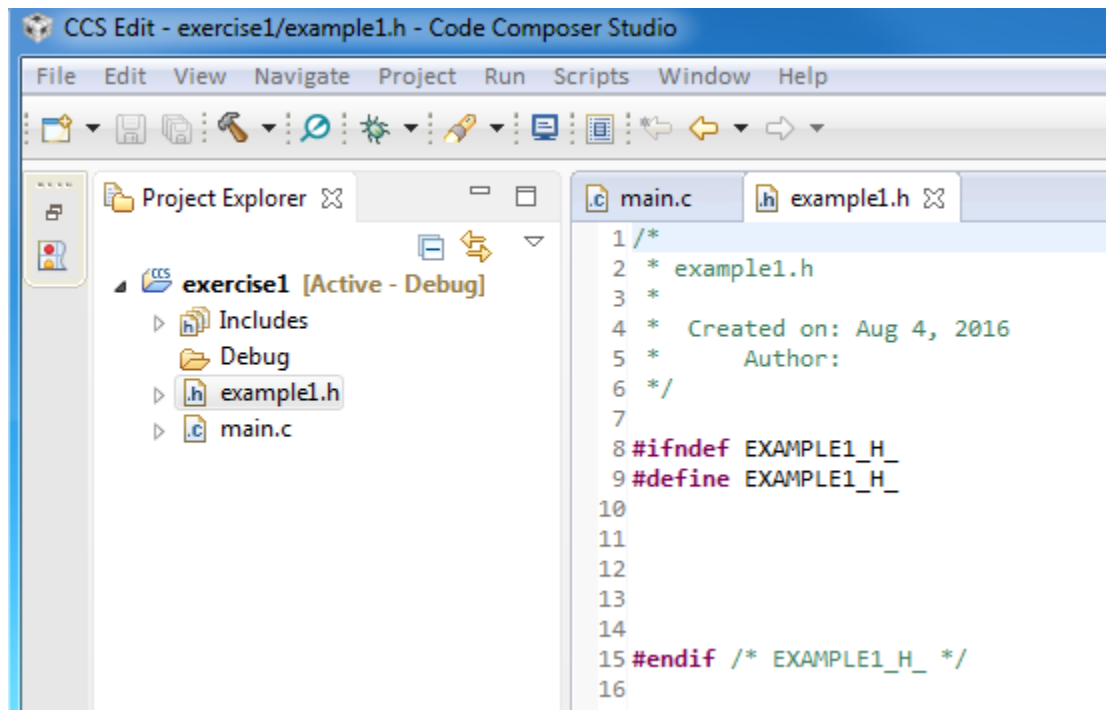 CCS Edit - exercise1/example1.h - Code Composer Studio
File Edit View Navigate Project Run Scripts Window Help
Project Explorer
exercise1 [Active - Debug]
Includes
Debug
example1.h
main.c
main.c example1.h
1 /*
2 * example1.h
3 *
4 * Created on: Aug 4, 2016
5 * Author:
6 */
7
8 #ifndef EXAMPLE1_H_
9 #define EXAMPLE1_H_
10
11
12
13
14
15 #endif /* EXAMPLE1_H_ */
16